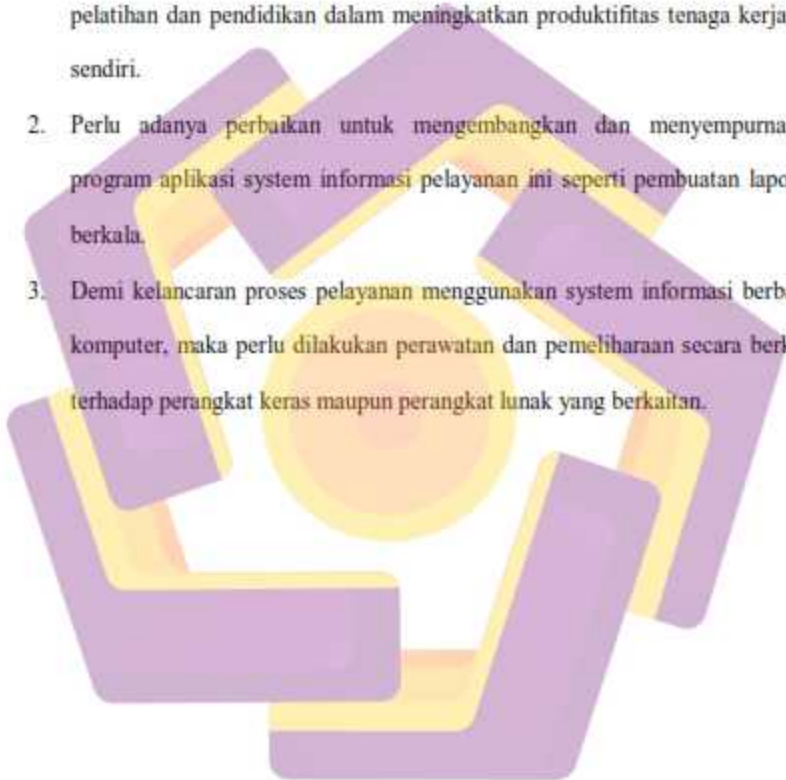 pelatihan dan pendidikan dalam meningkatkan produktifitas tenaga kerja
sendiri.
2. Perlu adanya perbaikan untuk mengembangkan dan menyempurna
program aplikasi system informasi pelayanan ini seperti pembuatan lapo
berkala.
3. Demi kelancaran proses pelayanan menggunakan system informasi berb
komputer, maka perlu dilakukan perawatan dan pemeliharaan secara berk
terhadap perangkat keras maupun perangkat lunak yang berkaitan.